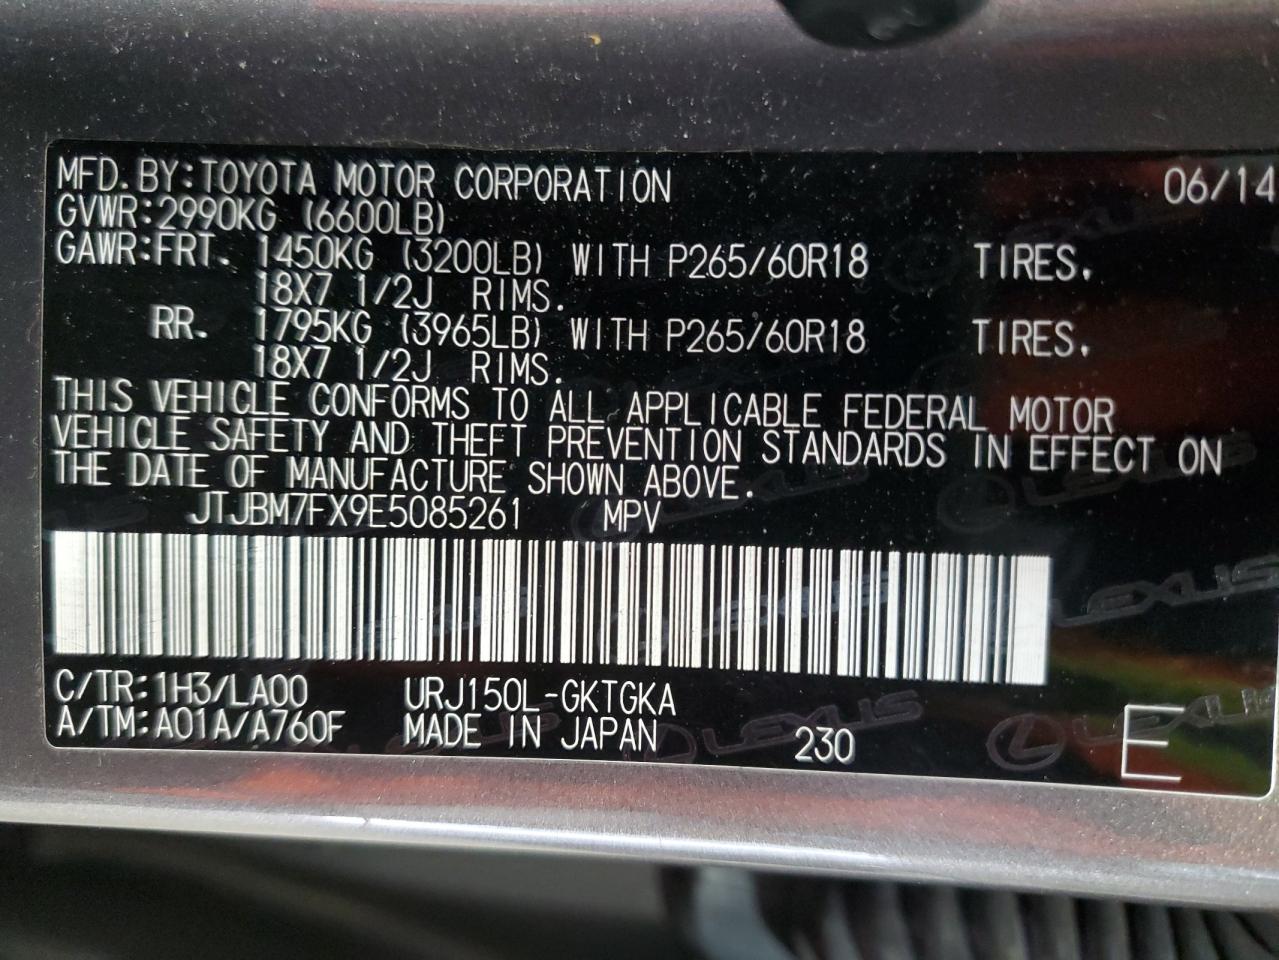 MFD.BY:TOYOTA MOTOR CORPORATION 06/14
GVWR:2990KG (6600LB)
GAWR:FRT. 1450KG (3200LB) WITH P265/60R18 TIRES.
18X7 1/2J RIMS.
RR. 1795KG (3965LB) WITH P265/60R18 TIRES.
18X7 1/2J RIMS.
THIS VEHICLE CONFORMS TO ALL APPLICABLE FEDERAL MOTOR
VEHICLE SAFETY AND THEFT PREVENTION STANDARDS IN EFFECT ON
THE DATE OF MANUFACTURE SHOWN ABOVE.
JTJBM7FX9E5085261 MPV
C/TR:1H3/LA00 URJ150L-GKTGKA
A/TM:A01A/A760F MADE IN JAPAN 230 E
LEXUS